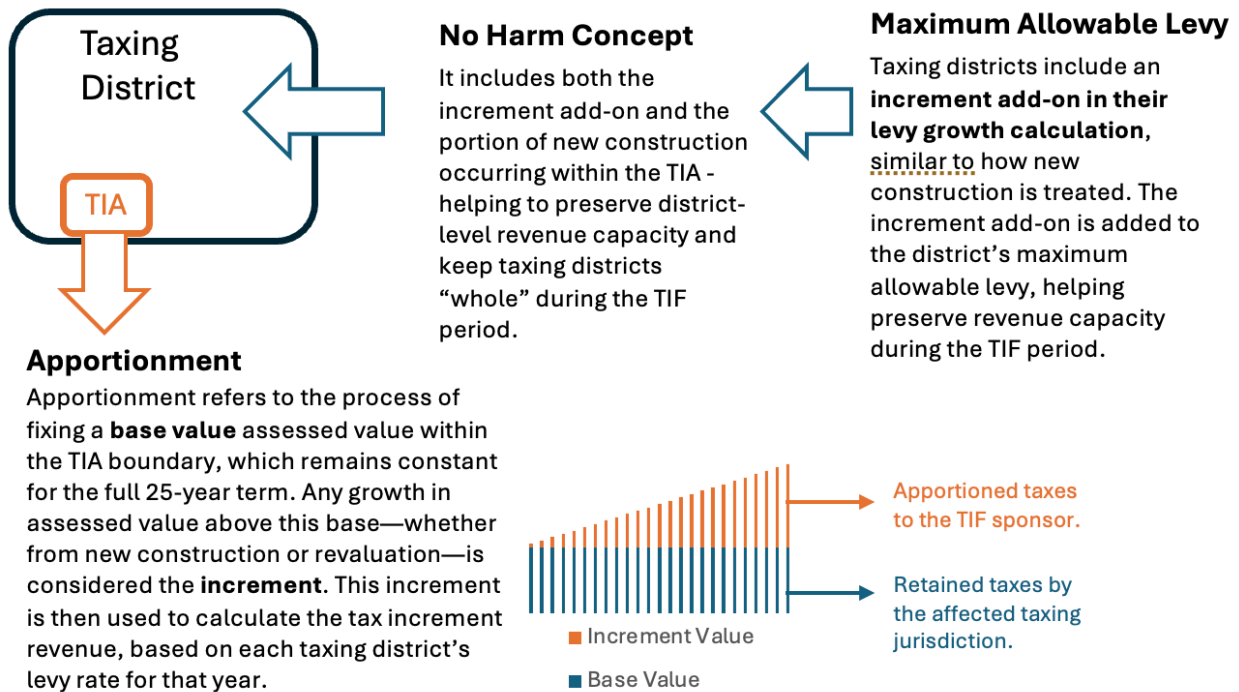 Taxing
District
TIA
No Harm Concept
It includes both the
increment add-on and the
portion of new construction
occurring within the TIA -
helping to preserve district-
level revenue capacity and
keep taxing districts
“whole” during the TIF
period.
Maximum Allowable Levy
Taxing districts include an
increment add-on in their
levy growth calculation,
similar to how new
construction is treated. The
increment add-on is added to
the district’s maximum
allowable levy, helping
preserve revenue capacity
during the TIF period.
Apportionment
Apportionment refers to the process of
fixing a base value assessed value within
the TIA boundary, which remains constant
for the full 25-year term. Any growth in
assessed value above this base—whether
from new construction or revaluation—is
considered the increment. This increment
is then used to calculate the tax increment
revenue, based on each taxing district’s
levy rate for that year.
Apportioned taxes
to the TIF sponsor.
Retained taxes by
the affected taxing
jurisdiction.
Increment Value
Base Value